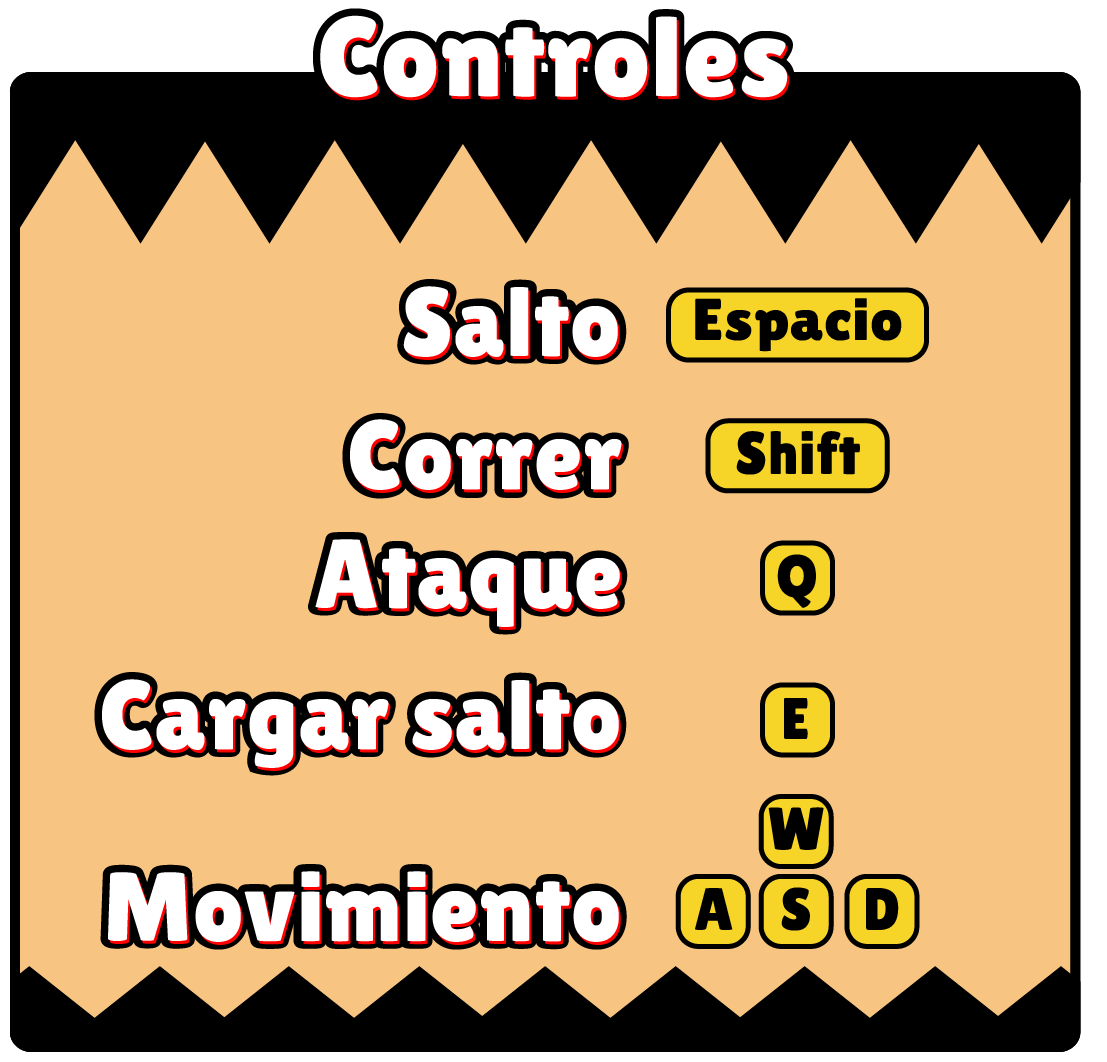 Controles
Salto Espacio
Correr Shift
Ataque Q
Cargar salto E
W
Movimiento A S D